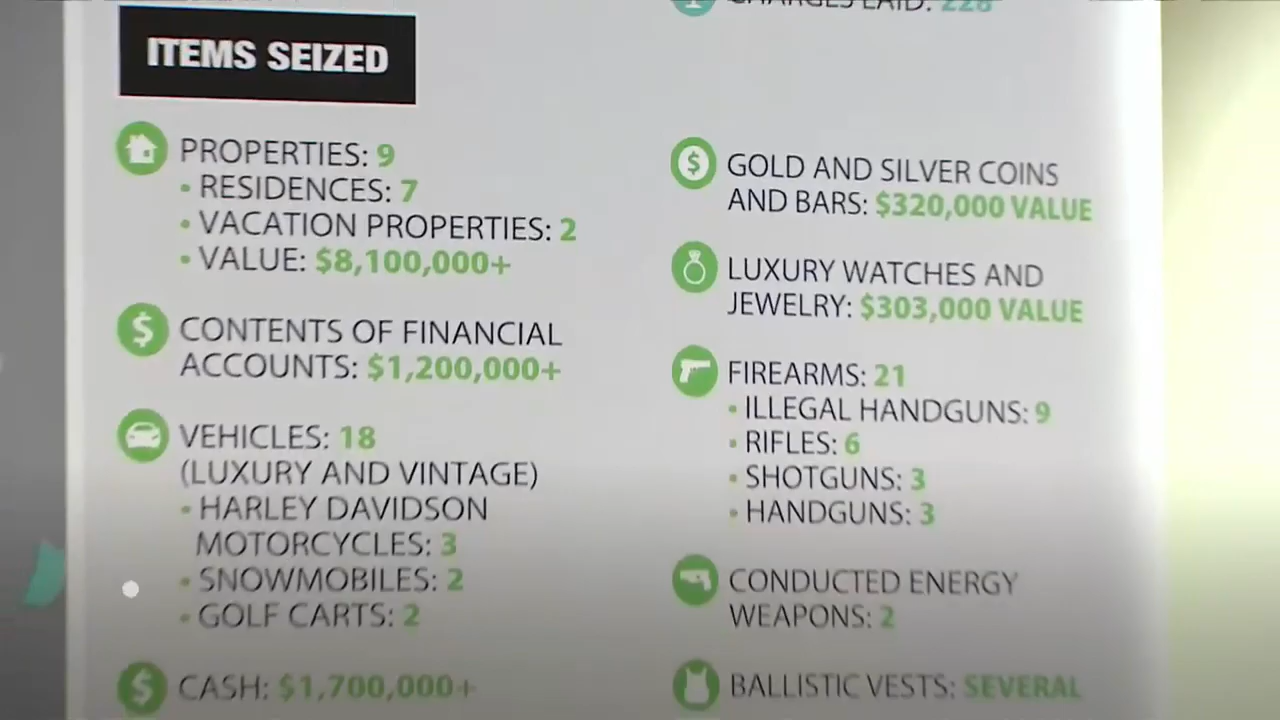 CHARGES LAID: 228
ITEMS SEIZED
PROPERTIES: 9
• RESIDENCES: 7
• VACATION PROPERTIES: 2
• VALUE: $8,100,000+
$ CONTENTS OF FINANCIAL
ACCOUNTS: $1,200,000+
VEHICLES: 18
(LUXURY AND VINTAGE)
• HARLEY DAVIDSON
MOTORCYCLES: 3
• SNOWMOBILES: 2
• GOLF CARTS: 2
$ CASH: $1,700,000+
$ GOLD AND SILVER COINS
AND BARS: $320,000 VALUE
LUXURY WATCHES AND
JEWELRY: $303,000 VALUE
FIREARMS: 21
• ILLEGAL HANDGUNS: 9
• RIFLES: 6
• SHOTGUNS: 3
• HANDGUNS: 3
CONDUCTED ENERGY
WEAPONS: 2
BALLISTIC VESTS: SEVERAL